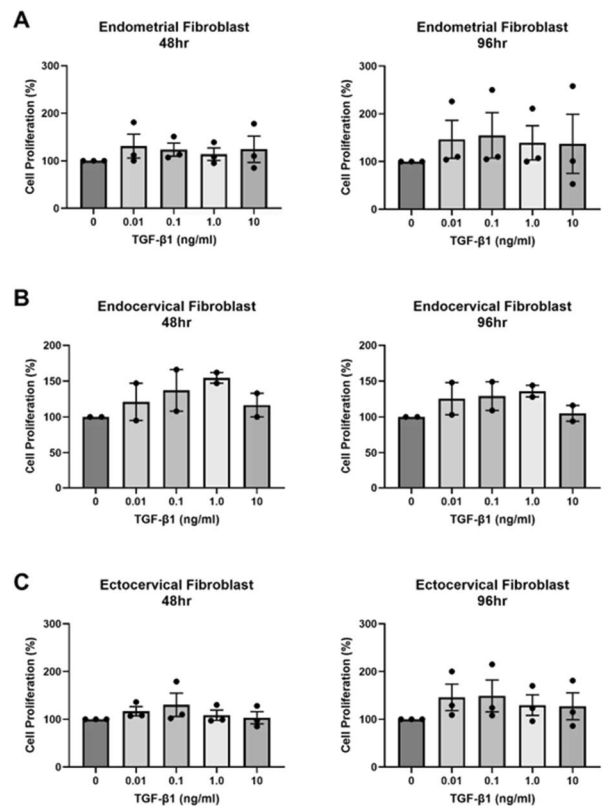 A
Endometrial Fibroblast
48hr
Cell Proliferation (%)
300
200
100
0
0 0.01 0.1 1.0 10
TGF-β1 (ng/ml)
Endometrial Fibroblast
96hr
Cell Proliferation (%)
300
200
100
0
0 0.01 0.1 1.0 10
TGF-β1 (ng/ml)
B
Endocervical Fibroblast
48hr
Cell Proliferation (%)
200
150
100
50
0
0 0.01 0.1 1.0 10
TGF-β1 (ng/ml)
Endocervical Fibroblast
96hr
Cell Proliferation (%)
200
150
100
50
0
0 0.01 0.1 1.0 10
TGF-β1 (ng/ml)
C
Ectocervical Fibroblast
48hr
Cell Proliferation (%)
300
200
100
0
0 0.01 0.1 1.0 10
TGF-β1 (ng/ml)
Ectocervical Fibroblast
96hr
Cell Proliferation (%)
300
200
100
0
0 0.01 0.1 1.0 10
TGF-β1 (ng/ml)